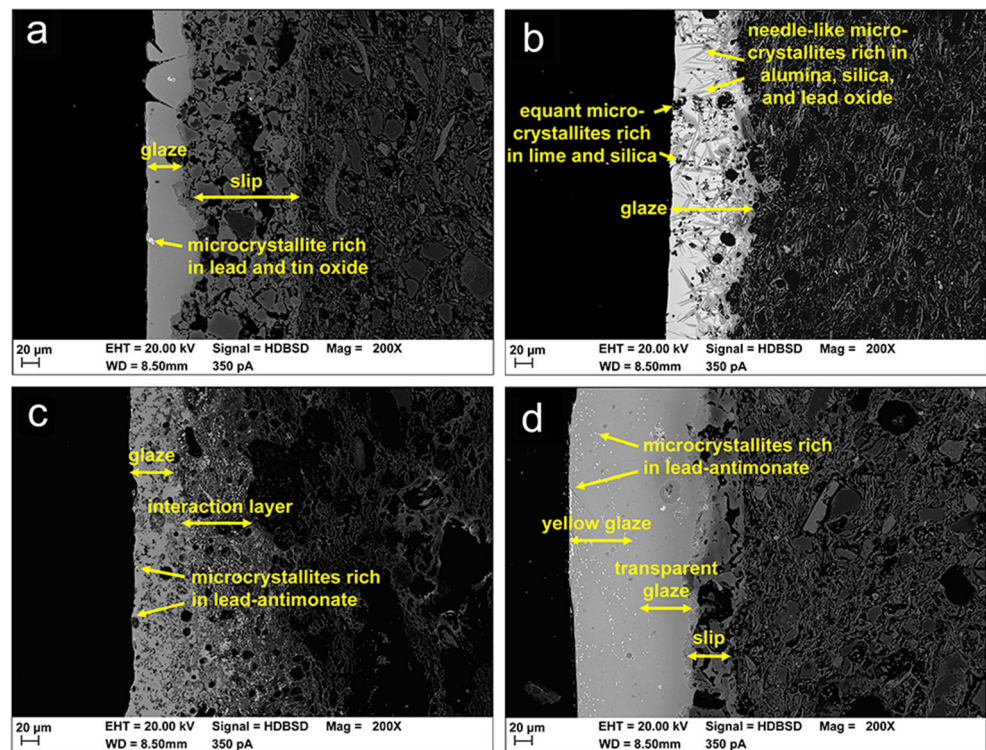 a
glaze
slip
microcrystallite rich
in lead and tin oxide
20 µm
EHT = 20.00 kV Signal = HDBSD Mag = 200X
WD = 8.50mm 350 pA
b
needle-like micro-
crystallites rich in
alumina, silica,
and lead oxide
equant micro-
crystallites rich
in lime and silica
glaze
20 µm
EHT = 20.00 kV Signal = HDBSD Mag = 200X
WD = 8.50mm 350 pA
c
glaze
interaction layer
microcrystallites rich
in lead-antimonate
20 µm
EHT = 20.00 kV Signal = HDBSD Mag = 200X
WD = 8.50mm 350 pA
d
microcrystallites rich
in lead-antimonate
yellow glaze
transparent
glaze
slip
20 µm
EHT = 20.00 kV Signal = HDBSD Mag = 200X
WD = 8.50mm 350 pA